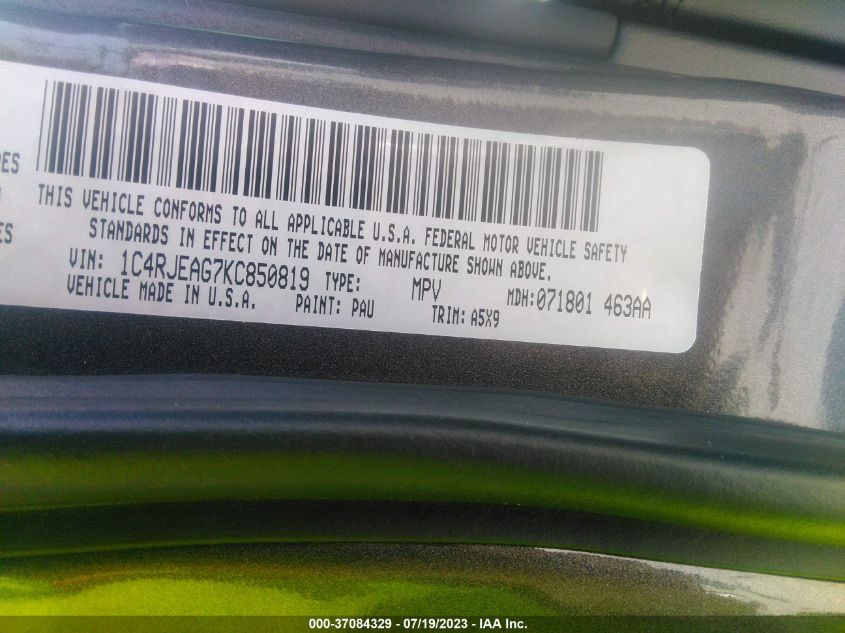 RES
ES
THIS VEHICLE CONFORMS TO ALL APPLICABLE U.S.A. FEDERAL MOTOR VEHICLE SAFETY
STANDARDS IN EFFECT ON THE DATE OF MANUFACTURE SHOWN ABOVE.
VIN: 1C4RJEAG7KC850819 TYPE: MPV MDH:071801 463AA
VEHICLE MADE IN U.S.A. PAINT: PAU TRIM: A5X9
000-37084329 - 07/19/2023 - IAA Inc.